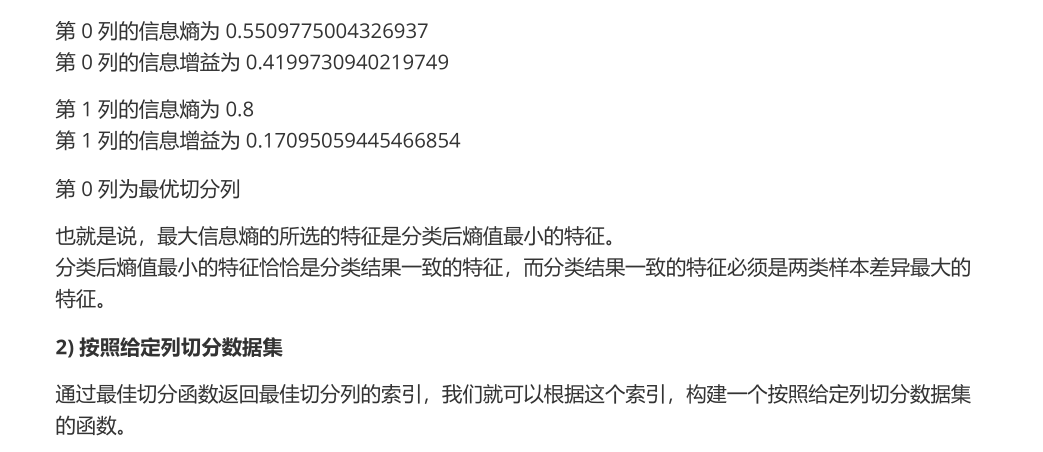 第 0 列的信息熵为 0.5509775004326937
第 0 列的信息增益为 0.4199730940219749
第 1 列的信息熵为 0.8
第 1 列的信息增益为 0.17095059445466854
第 0 列为最优切分列
也就是说，最大信息熵的所选的特征是分类后熵值最小的特征。
分类后熵值最小的特征恰恰是分类结果一致的特征，而分类结果一致的特征必须是两类样本差异最大的
特征。
2) 按照给定列切分数据集
通过最佳切分函数返回最佳切分列的索引，我们就可以根据这个索引，构建一个按照给定列切分数据集
的函数。